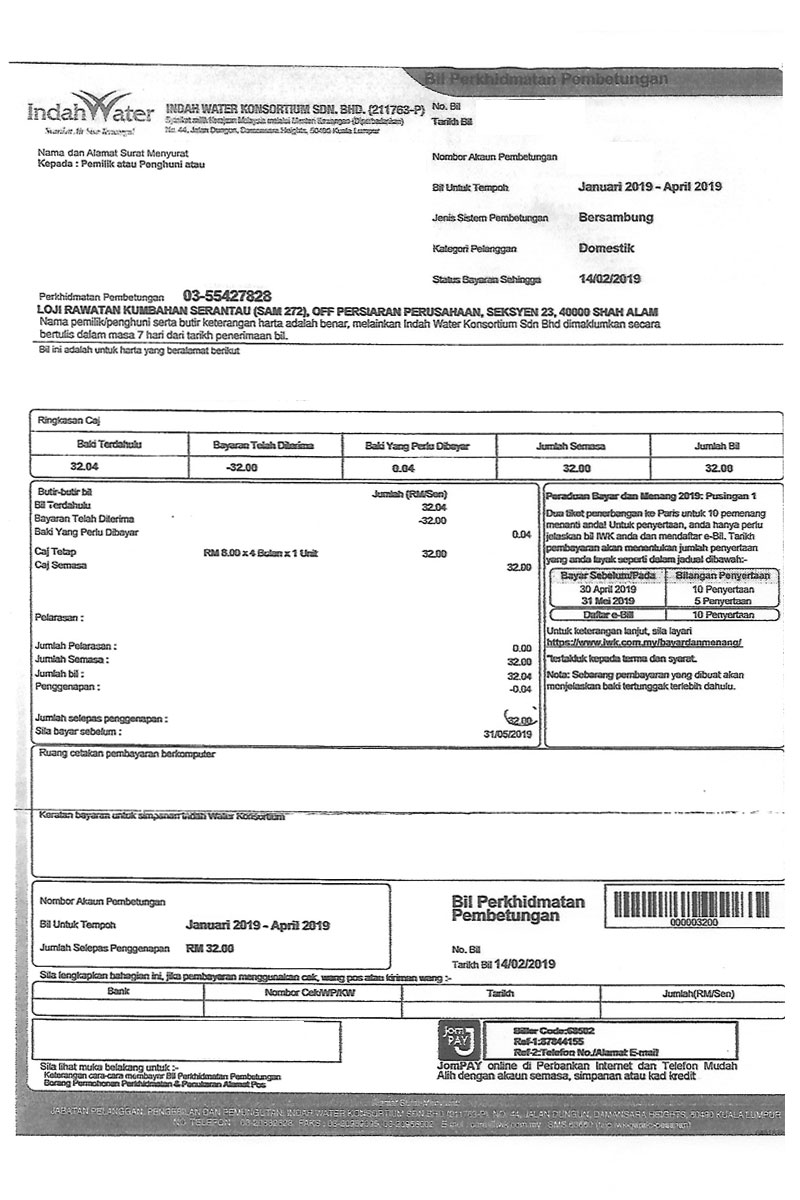 Bil Perkhidmatan Pembetungan
IndahWater
INDAH WATER KONSORTIUM SDN. BHD. (211763-P)
Syarikat milik Kerajaan Malaysia melalui Menteri Kewangan (Diperbadankan)
No. 44, Jalan Dungun, Damansara Heights, 50490 Kuala Lumpur
No. Bil
Tarikh Bil
Nama dan Alamat Surat Menyurat
Kepada : Pemilik atau Penghuni atau
Nombor Akaun Pembetungan
Bil Untuk Tempoh Januari 2019 - April 2019
Jenis Sistem Pembetungan Bersambung
Kategori Pelanggan Domestik
Status Bayaran Sehingga 14/02/2019
Perkhidmatan Pembetungan 03-55427828
LOJI RAWATAN KUMBAHAN SERANTAU (SAM 272), OFF PERSIARAN PERUSAHAAN, SEKSYEN 23, 40000 SHAH ALAM
Nama pemilik/penghuni serta butir keterangan harta adalah benar, melainkan Indah Water Konsortium Sdn Bhd dimaklumkan secara
bertulis dalam masa 7 hari dari tarikh penerimaan bil.
Bil ini adalah untuk harta yang beralamat berikut
Ringkasan Caj
Baki Terdahulu Bayaran Telah Diterima Baki Yang Perlu Dibayar Jumlah Semasa Jumlah Bil
32.04 -32.00 0.04 32.00 32.00
Butir-butir bil Jumlah (RM/Sen)
Bil Terdahulu 32.04
Bayaran Telah Diterima -32.00
Baki Yang Perlu Dibayar 0.04
Caj Tetap RM 8.00 x 4 Bulan x 1 Unit 32.00
Caj Semasa 32.00
Pelarasan :
Jumlah Pelarasan : 0.00
Jumlah Semasa : 32.00
Jumlah bil : 32.04
Penggenapan : -0.04
Jumlah selepas penggenapan : 32.00
Sila bayar sebelum : 31/05/2019
Peraduan Bayar dan Menang 2019: Pusingan 1
Dua tiket penerbangan ke Paris untuk 10 pemenang
menanti anda! Untuk penyertaan, anda hanya perlu
jelaskan bil IWK anda dan mendaftar e-Bil. Tarikh
pembayaran akan menentukan jumlah penyertaan
yang anda layak seperti dalam jadual dibawah:-
Bayar Sebelum/Pada Bilangan Penyertaan
30 April 2019 10 Penyertaan
31 Mei 2019 5 Penyertaan
Daftar e-Bill 10 Penyertaan
Untuk keterangan lanjut, sila layari
https://www.iwk.com.my/bayardanmenang/
*tertakluk kepada terma dan syarat.
Nota: Sebarang pembayaran yang dibuat akan
menjelaskan baki tertunggak terlebih dahulu.
Ruang cetakan pembayaran berkomputer
Keratan bayaran untuk simpanan Indah Water Konsortium
Nombor Akaun Pembetungan
Bil Untuk Tempoh Januari 2019 - April 2019
Jumlah Selepas Penggenapan RM 32.00
Bil Perkhidmatan
Pembetungan
000003200
No. Bil
Tarikh Bil 14/02/2019
Sila lengkapkan bahagian ini, jika pembayaran menggunakan cek, wang pos atau kiriman wang :-
Bank Nombor Cek/WP/KW Tarikh Jumlah(RM/Sen)
Jom
PAY
Biller Code:68502
Ref-1:87844155
Ref-2:Telefon No./Alamat E-mail
JomPAY online di Perbankan Internet dan Telefon Mudah
Alih dengan akaun semasa, simpanan atau kad kredit
Sila lihat muka belakang untuk :-
Keterangan cara-cara membayar Bil Perkhidmatan Pembetungan
Borang Permohonan Perkhidmatan & Penukaran Alamat Pos
Alamat Surat Menyurat:
JABATAN PELANGGAN, PENGEBILAN DAN PEMUNGUTAN, INDAH WATER KONSORTIUM SDN BHD (211763-P), NO. 44, JALAN DUNGUN, DAMANSARA HEIGHTS, 50490 KUALA LUMPUR
NO. TELEFON :